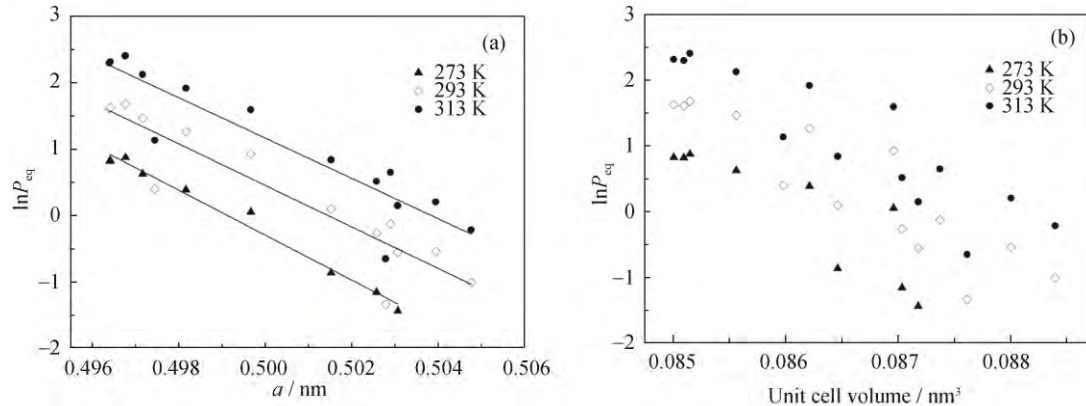 (a)
273 K
293 K
313 K
3
2
1
0
−1
−2
lnP_eq
0.496 0.498 0.500 0.502 0.504 0.506
a / nm
(b)
273 K
293 K
313 K
3
2
1
0
−1
−2
lnP_eq
0.085 0.086 0.087 0.088
Unit cell volume / nm³